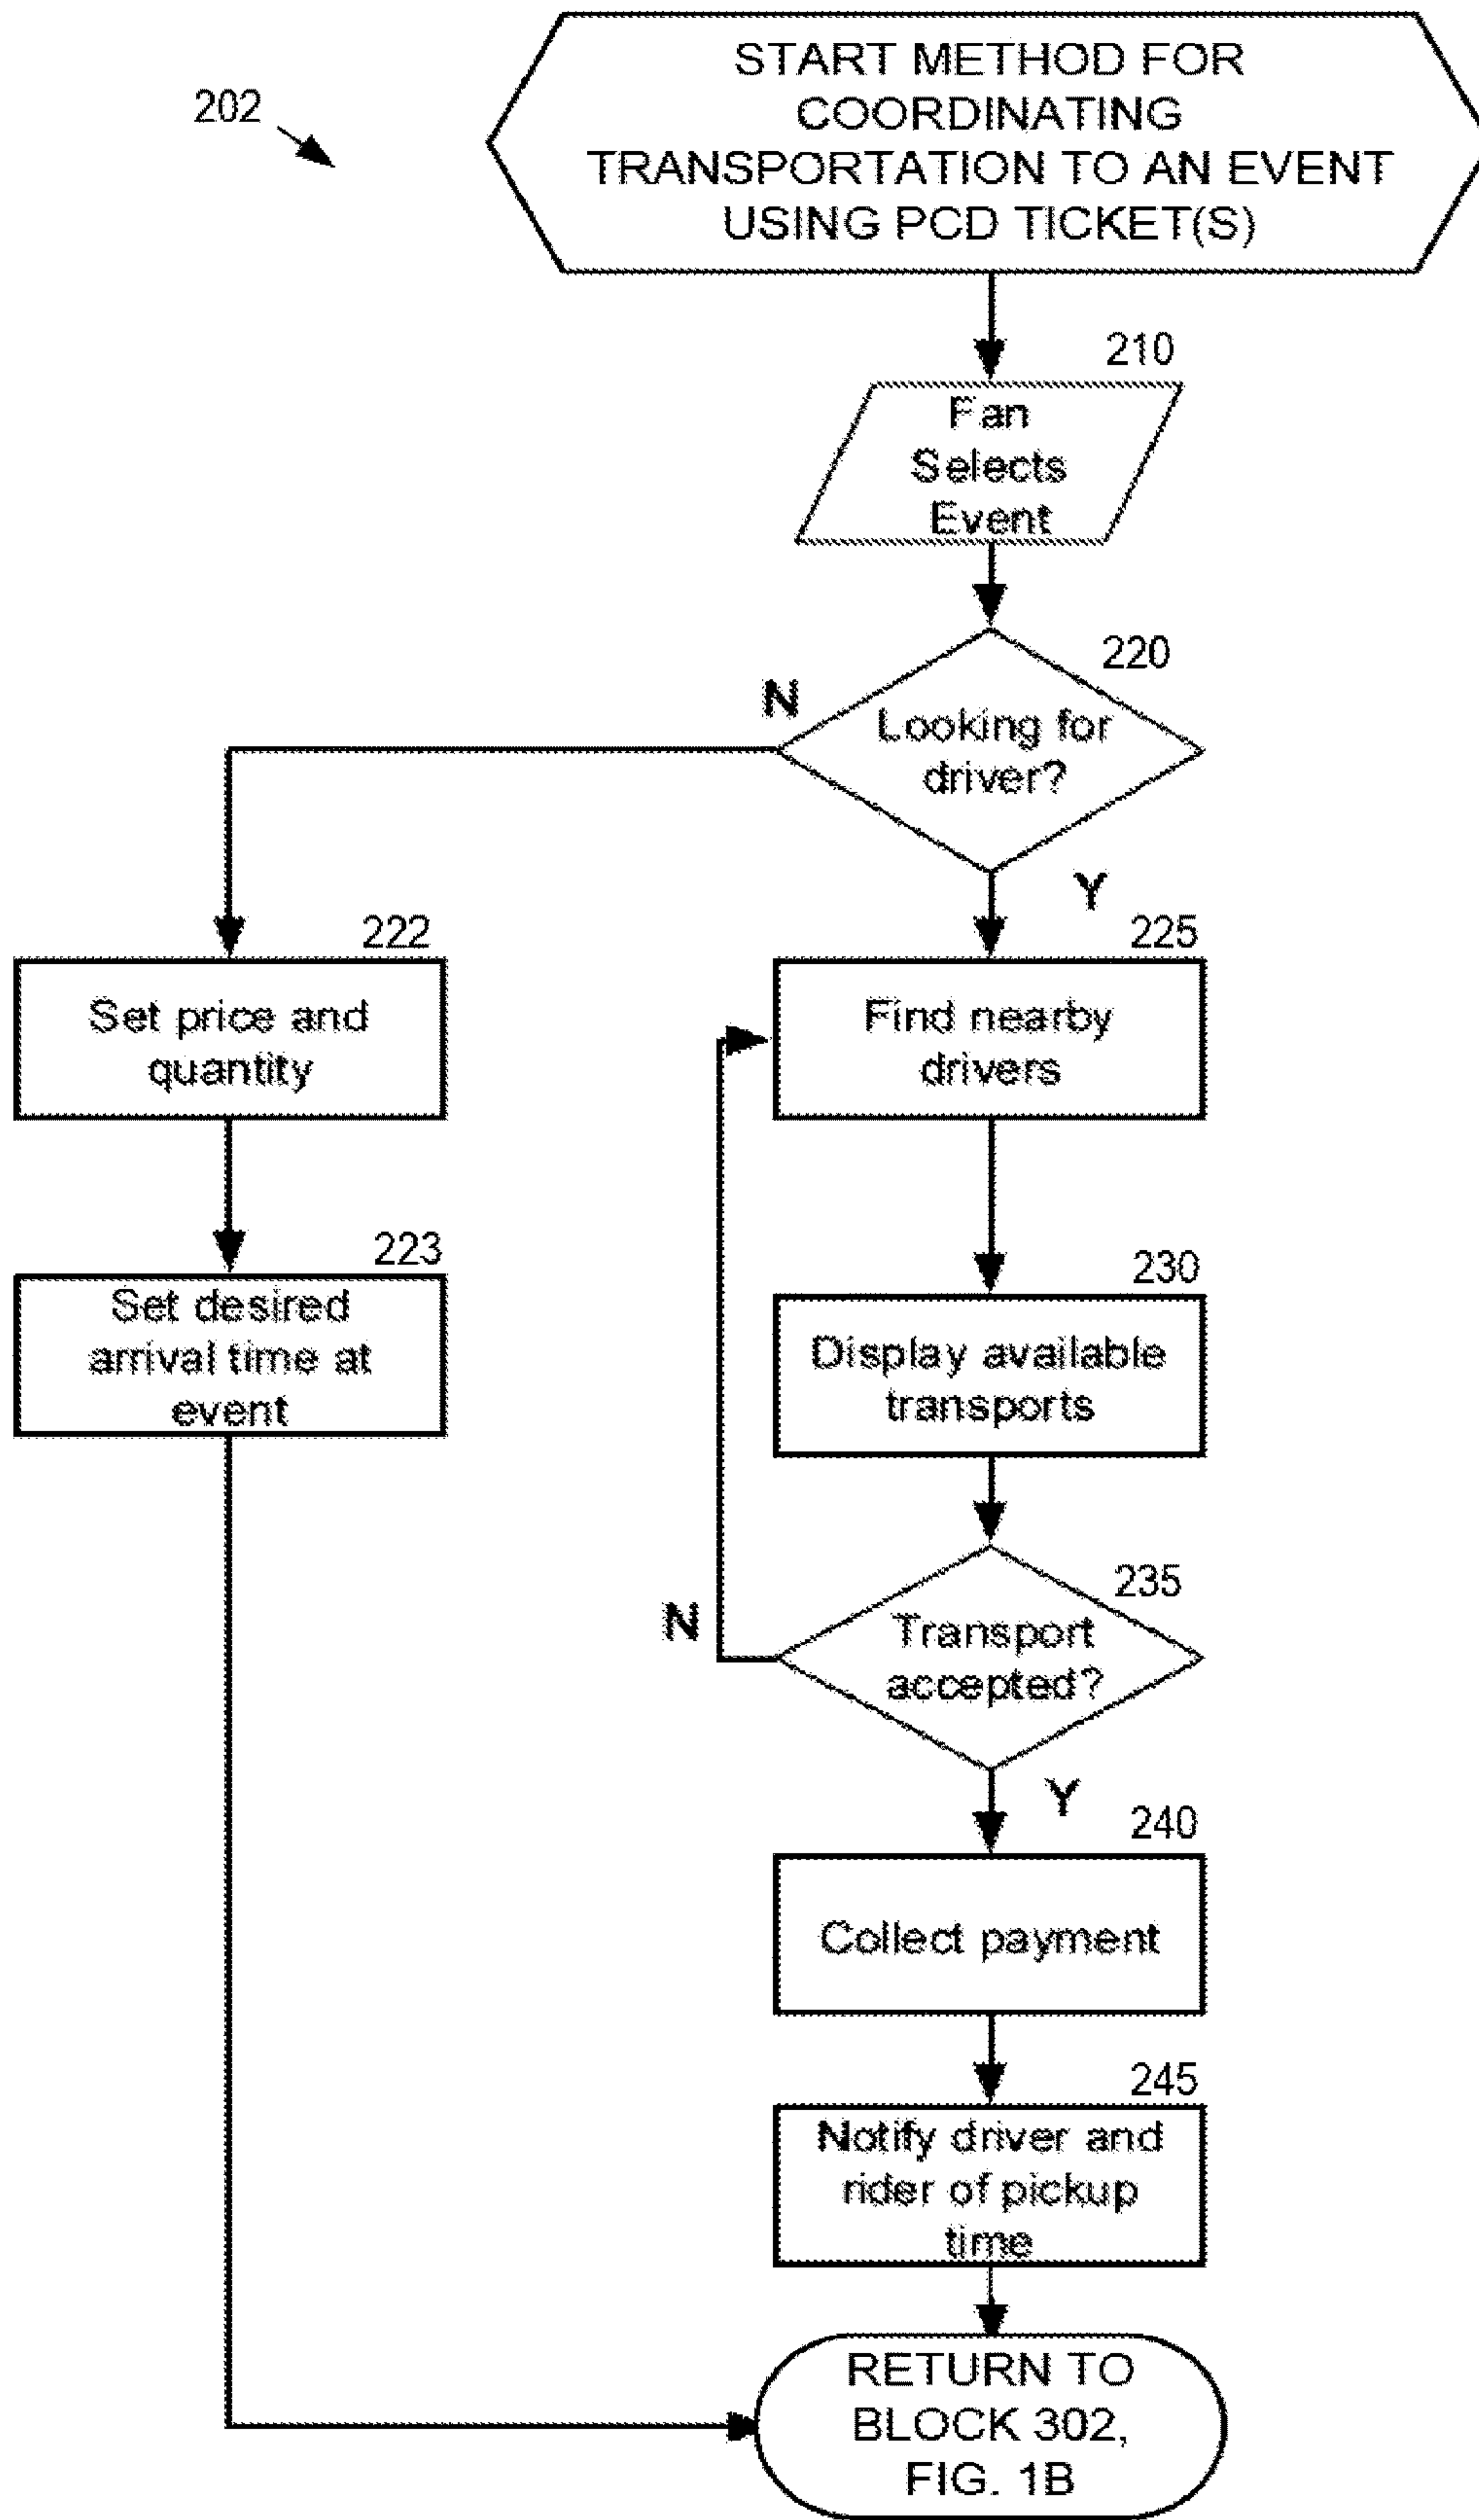 START METHOD FOR
COORDINATING
TRANSPORTATION TO AN EVENT
USING PCD TICKET(S)
202
210
Fan
Selects
Event
220
N
Looking for
driver?
Y
222
225
Set price and
quantity
Find nearby
drivers
223
230
Set desired
arrival time at
event
Display available
transports
235
N
Transport
accepted?
Y
240
Collect payment
245
Notify driver and
rider of pickup
time
RETURN TO
BLOCK 302,
FIG. 1B